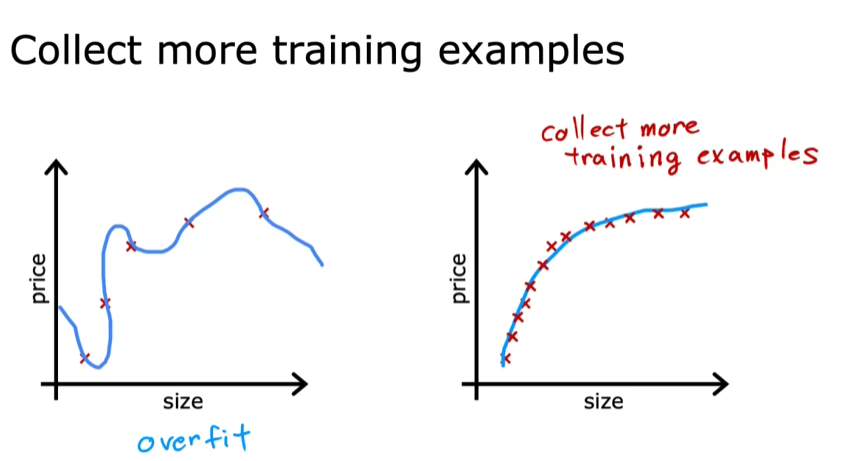 Collect more training examples
collect more
training examples
price
size
overfit
price
size